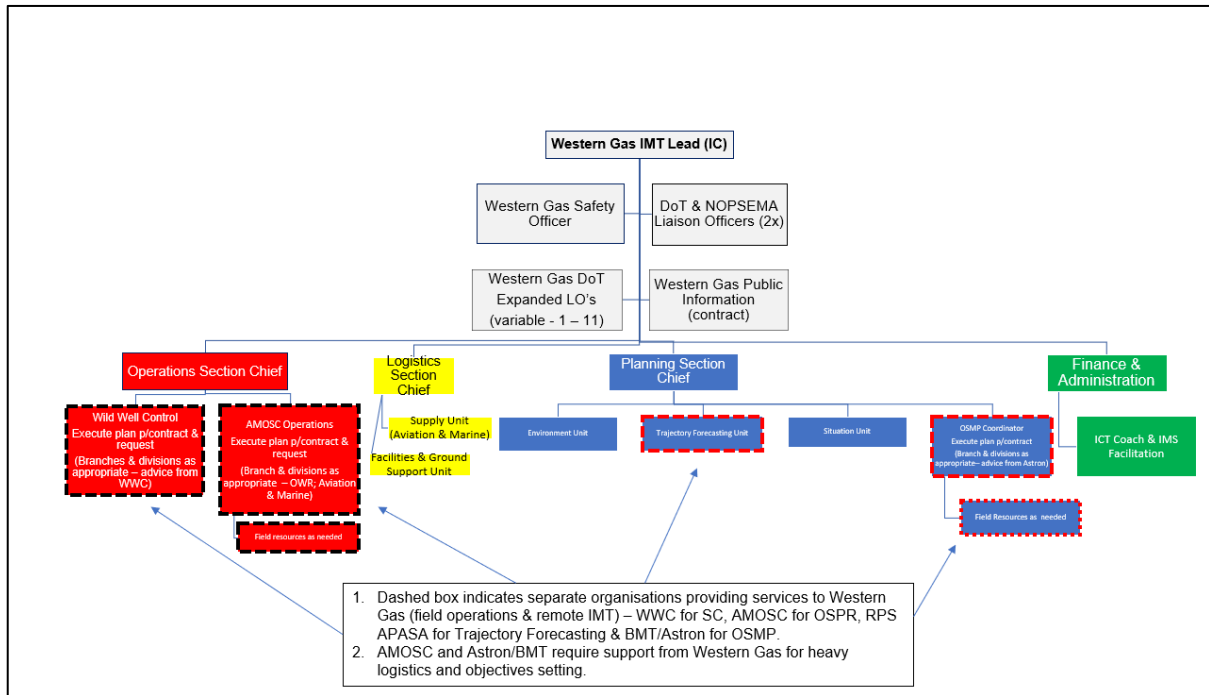 Western Gas IMT Lead (IC)
Western Gas Safety
Officer
DoT & NOPSEMA
Liaison Officers (2x)
Western Gas DoT
Expanded LO's
(variable - 1 – 11)
Western Gas Public
Information
(contract)
Operations Section Chief
Logistics
Section
Chief
Planning Section
Chief
Finance &
Administration
Wild Well Control
Execute plan p/contract &
request
(Branches & divisions as
appropriate – advice from
WWC)
AMOSC Operations
Execute plan p/contract &
request
(Branch & divisions as
appropriate – OWR; Aviation
& Marine)
Field resources as needed
Supply Unit
(Aviation & Marine)
Facilities & Ground
Support Unit
Environment Unit
Trajectory Forecasting Unit
Situation Unit
OSMP Coordinator
Execute plan p/contract
(Branch & divisions as
appropriate– advice from Astron)
Field Resources as needed
ICT Coach & IMS
Facilitation
1. Dashed box indicates separate organisations providing services to Western
Gas (field operations & remote IMT) – WWC for SC, AMOSC for OSPR, RPS
APASA for Trajectory Forecasting & BMT/Astron for OSMP.
2. AMOSC and Astron/BMT require support from Western Gas for heavy
logistics and objectives setting.